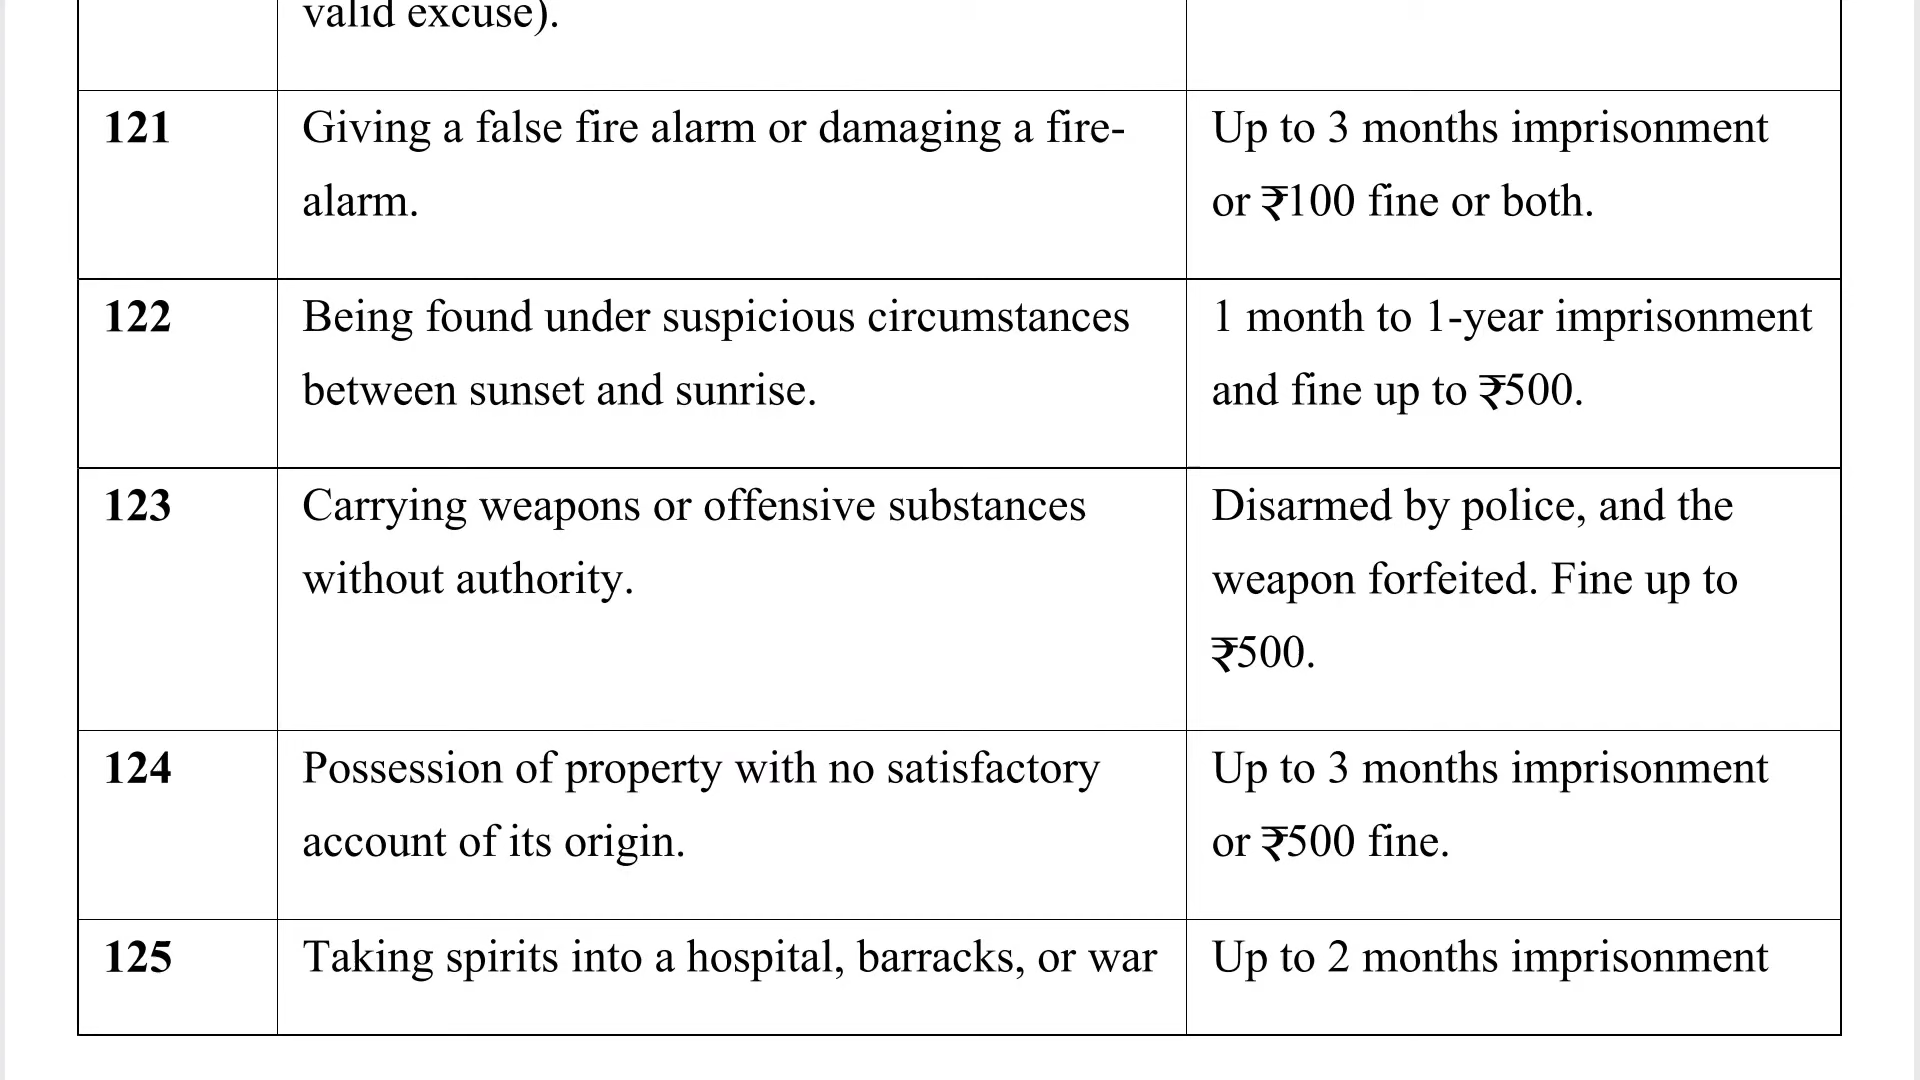 valid excuse).
121
Giving a false fire alarm or damaging a fire-
alarm.
Up to 3 months imprisonment
or ₹100 fine or both.
122
Being found under suspicious circumstances
between sunset and sunrise.
1 month to 1-year imprisonment
and fine up to ₹500.
123
Carrying weapons or offensive substances
without authority.
Disarmed by police, and the
weapon forfeited. Fine up to
₹500.
124
Possession of property with no satisfactory
account of its origin.
Up to 3 months imprisonment
or ₹500 fine.
125
Taking spirits into a hospital, barracks, or war
Up to 2 months imprisonment